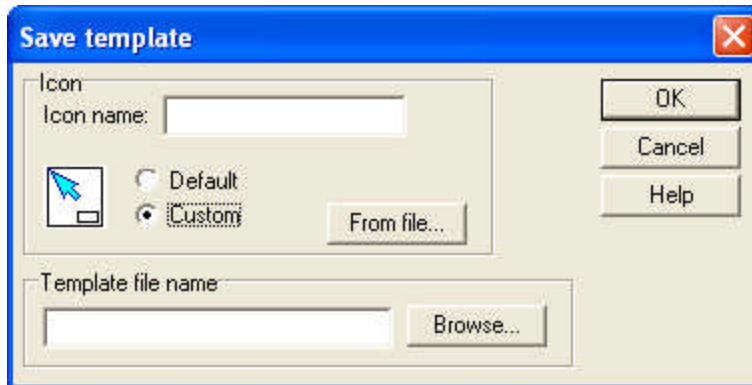 Save template
Icon
Icon name:
OK
Cancel
Help
Default
Custom
From file...
Template file name
Browse...